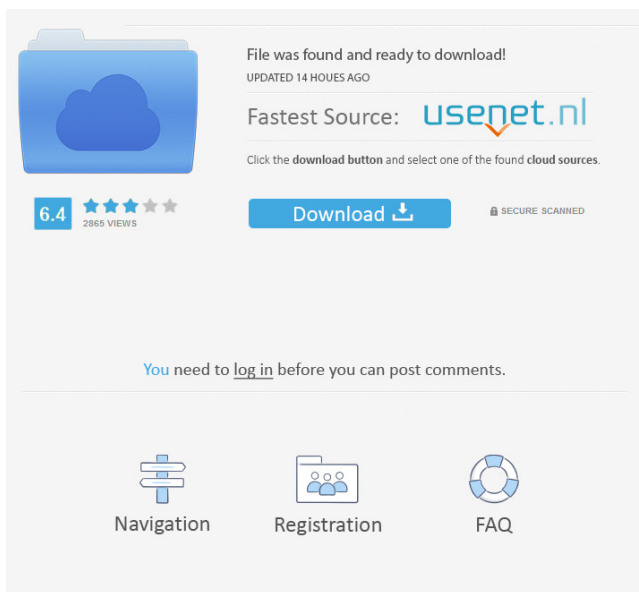 File was found and ready to download!
UPDATED 14 HOUES AGO
Fastest Source: usenet.nl
Click the download button and select one of the found cloud sources.
6.4
2865 VIEWS
Download
SECURE SCANNED
You need to log in before you can post comments.
Navigation
Registration
FAQ